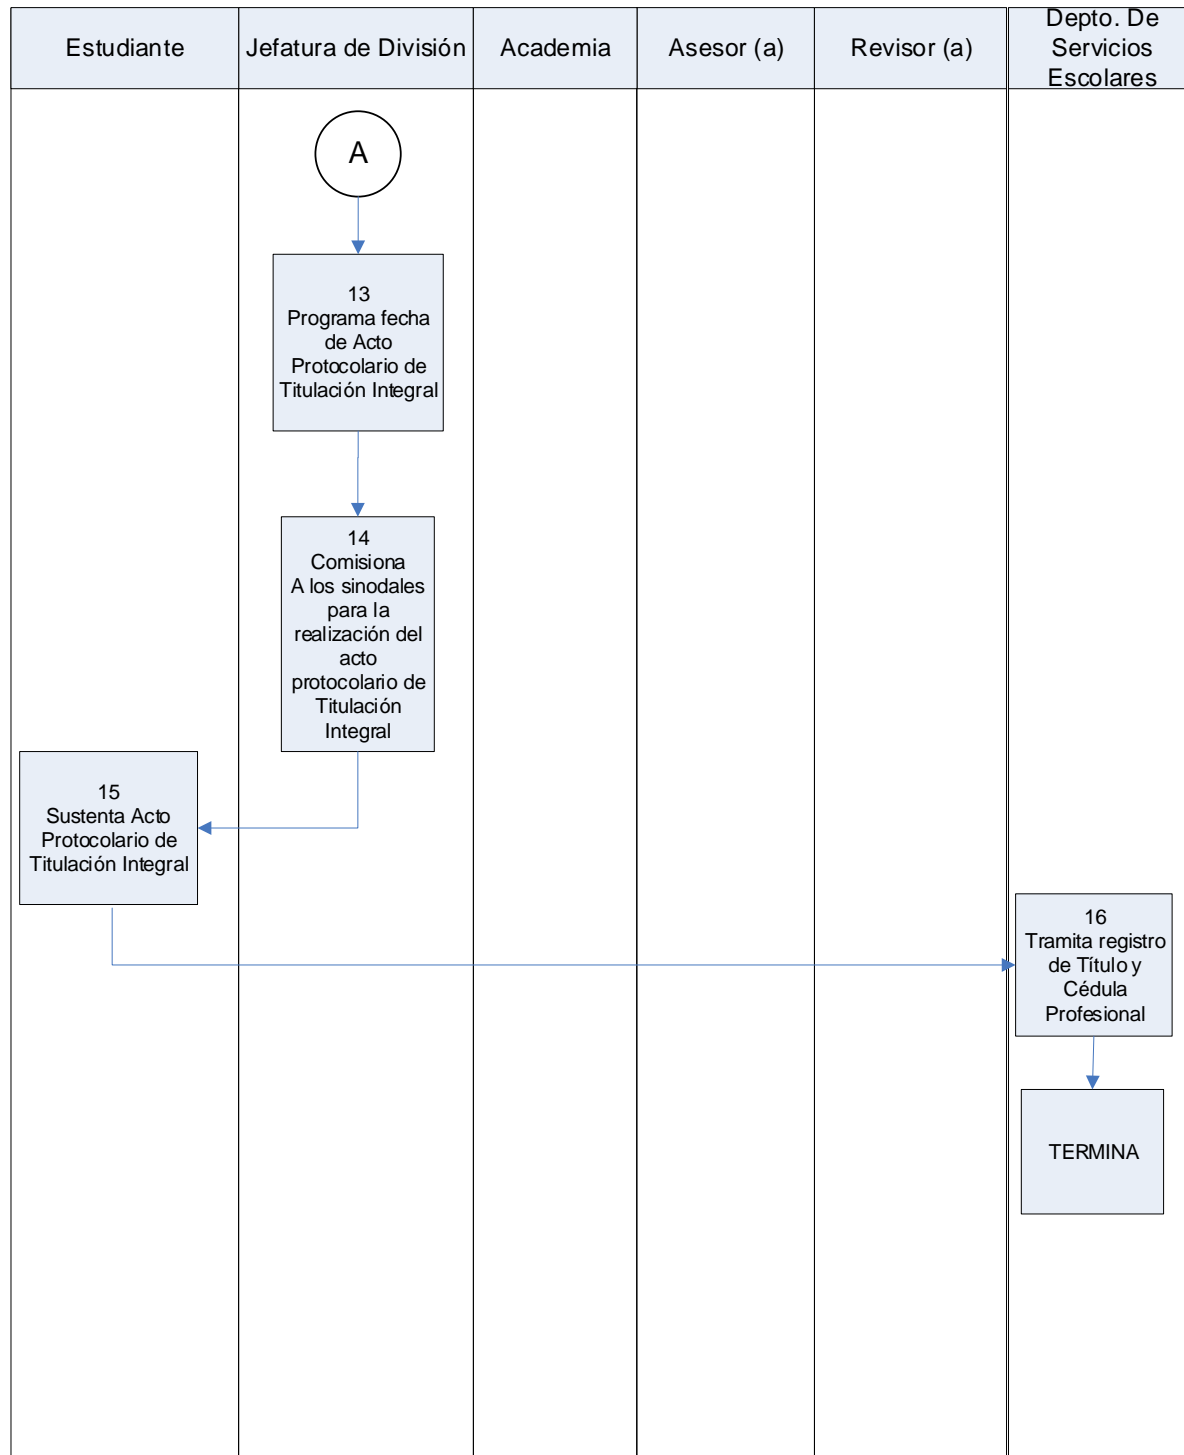 Estudiante
Jefatura de División
Academia
Asesor (a)
Revisor (a)
Depto. De
Servicios
Escolares
A
13
Programa fecha
de Acto
Protocolario de
Titulación Integral
14
Comisiona
A los sinodales
para la
realización del
acto
protocolario de
Titulación
Integral
15
Sustenta Acto
Protocolario de
Titulación Integral
16
Tramita registro
de Título y
Cédula
Profesional
TERMINA